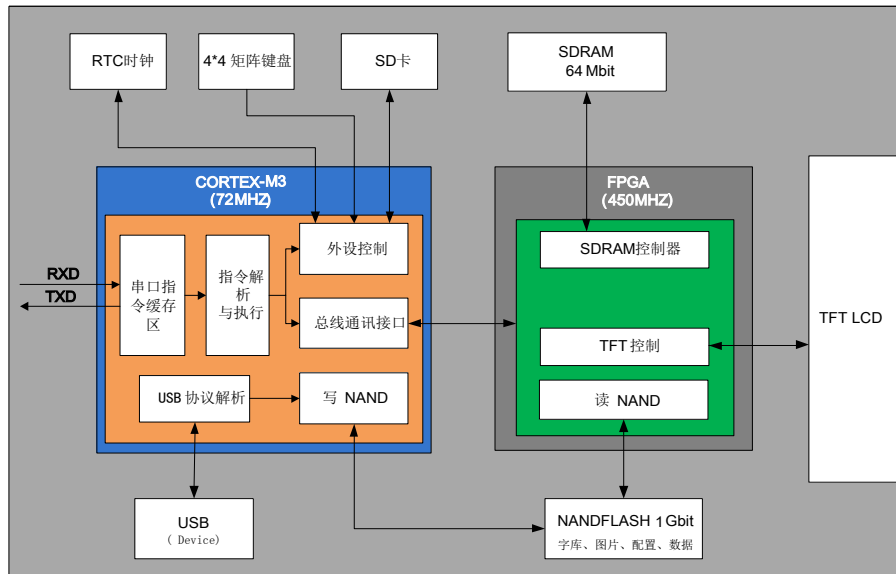 RTC时钟
4*4 矩阵键盘
SD卡
SDRAM
64 Mbit
CORTEX-M3
(72MHZ)
FPGA
(450MHZ)
RXD
TXD
串口指
令缓存
区
指令解
析
与执行
外设控制
总线通讯接口
USB 协议解析
写 NAND
SDRAM控制器
TFT 控制
读 NAND
TFT LCD
USB
( Device)
NANDFLASH 1 Gbit
字库、图片、配置、数据